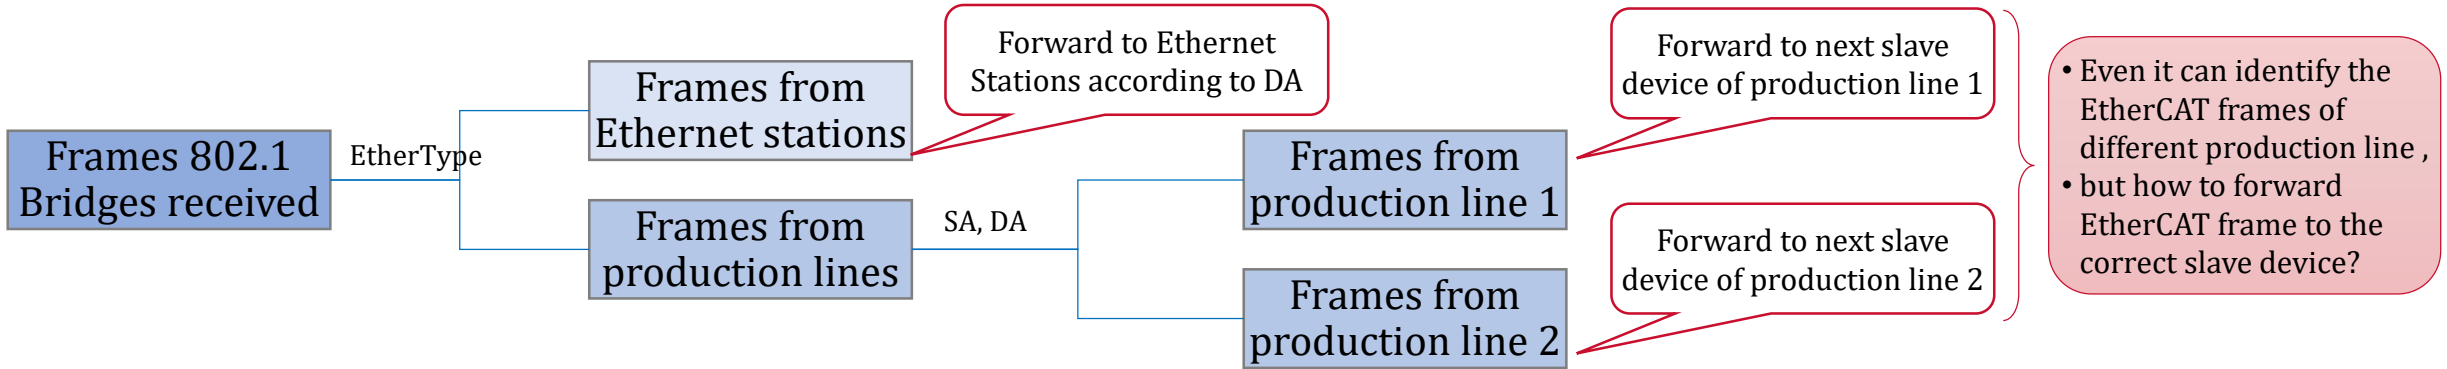 Frames 802.1
Bridges received
EtherType
Frames from
Ethernet stations
Forward to Ethernet
Stations according to DA
Frames from
production lines
SA, DA
Frames from
production line 1
Forward to next slave
device of production line 1
Frames from
production line 2
Forward to next slave
device of production line 2
• Even it can identify the
EtherCAT frames of
different production line ,
• but how to forward
EtherCAT frame to the
correct slave device?